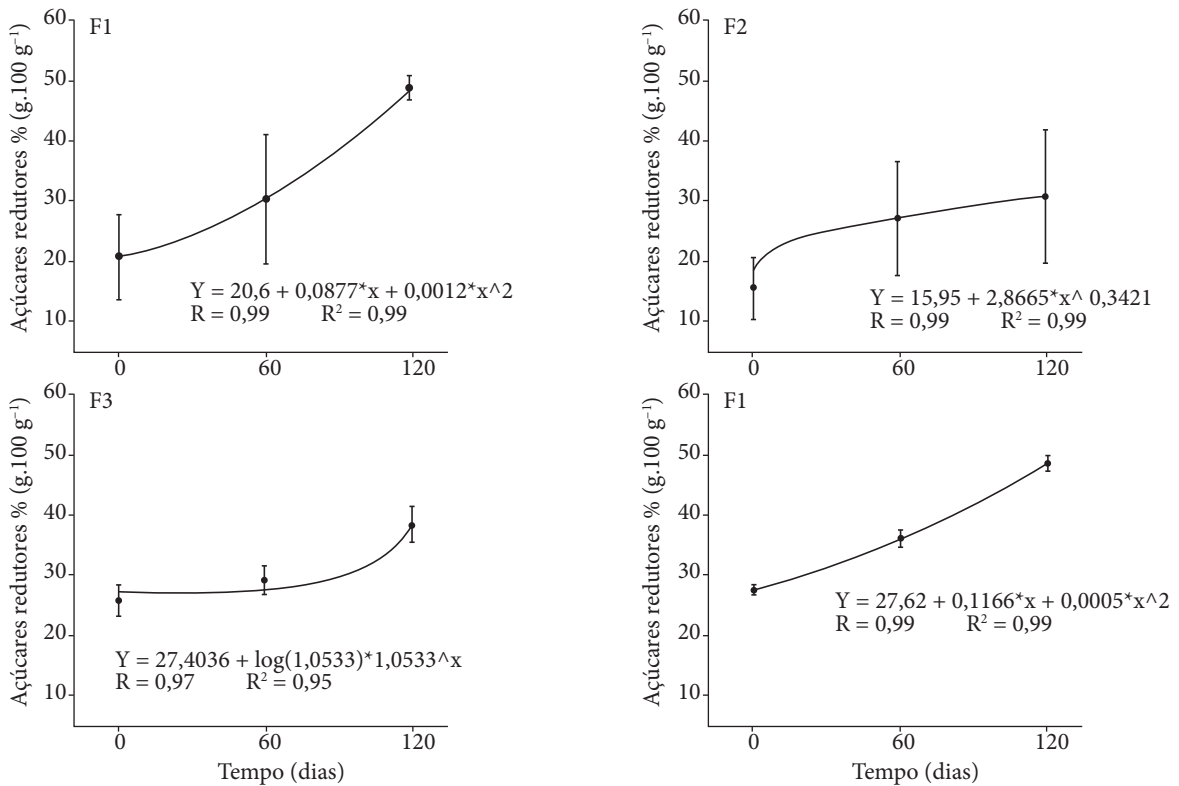 Açúcares redutores % (g.100 g⁻¹)
60
50
40
30
20
10
F1
Y = 20,6 + 0,0877*x + 0,0012*x^2
R = 0,99 R² = 0,99
0 60 120
Açúcares redutores % (g.100 g⁻¹)
60
50
40
30
20
10
F2
Y = 15,95 + 2,8665*x^ 0,3421
R = 0,99 R² = 0,99
0 60 120
Açúcares redutores % (g.100 g⁻¹)
60
50
40
30
20
10
F3
Y = 27,4036 + log(1,0533)*1,0533^x
R = 0,97 R² = 0,95
0 60 120
Tempo (dias)
Açúcares redutores % (g.100 g⁻¹)
60
50
40
30
20
10
F1
Y = 27,62 + 0,1166*x + 0,0005*x^2
R = 0,99 R² = 0,99
0 60 120
Tempo (dias)